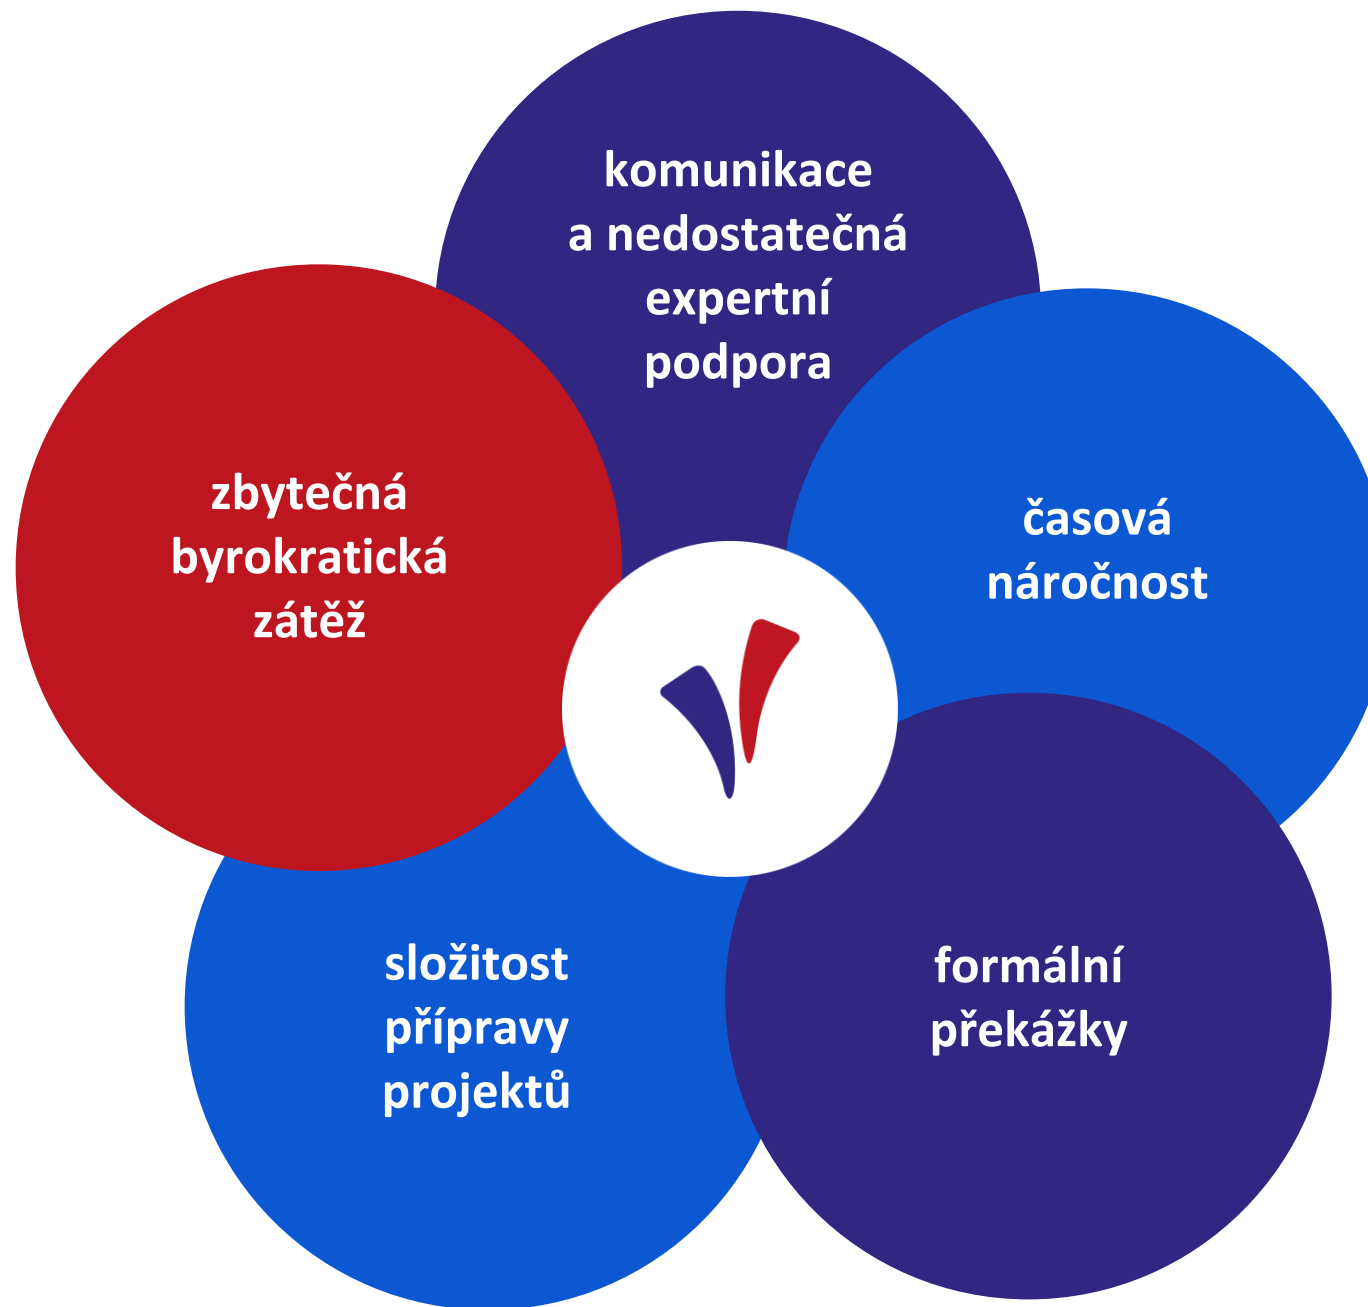 komunikace
a nedostatečná
expertní
podpora
zbytečná
byrokratická
zátěž
časová
náročnost
složitost
přípravy
projektů
formální
překážky